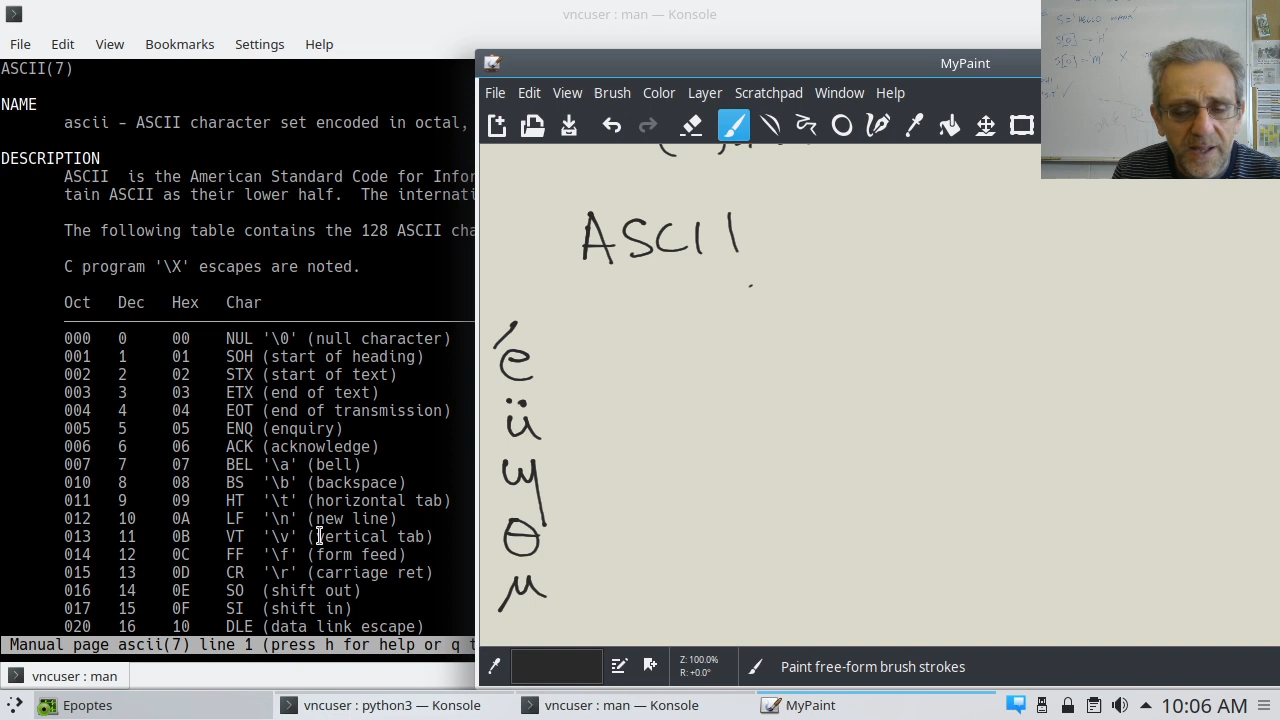 vncuser : man — Konsole
File Edit View Bookmarks Settings Help
ASCII(7)
NAME
ascii - ASCII character set encoded in octal,
DESCRIPTION
ASCII is the American Standard Code for Infor
tain ASCII as their lower half. The internati
The following table contains the 128 ASCII cha
C program '\X' escapes are noted.
Oct Dec Hex Char
000 0 00 NUL '\0' (null character)
001 1 01 SOH (start of heading)
002 2 02 STX (start of text)
003 3 03 ETX (end of text)
004 4 04 EOT (end of transmission)
005 5 05 ENQ (enquiry)
006 6 06 ACK (acknowledge)
007 7 07 BEL '\a' (bell)
010 8 08 BS '\b' (backspace)
011 9 09 HT '\t' (horizontal tab)
012 10 0A LF '\n' (new line)
013 11 0B VT '\v' (vertical tab)
014 12 0C FF '\f' (form feed)
015 13 0D CR '\r' (carriage ret)
016 14 0E SO (shift out)
017 15 0F SI (shift in)
020 16 10 DLE (data link escape)
Manual page ascii(7) line 1 (press h for help or q t
vncuser : man
MyPaint
File Edit View Brush Color Layer Scratchpad Window Help
ASCII
é
ü
θ
μ
Z: 100.0%
R: +0.0°
Paint free-form brush strokes
Epoptes
vncuser : python3 — Konsole
vncuser : man — Konsole
MyPaint
10:06 AM